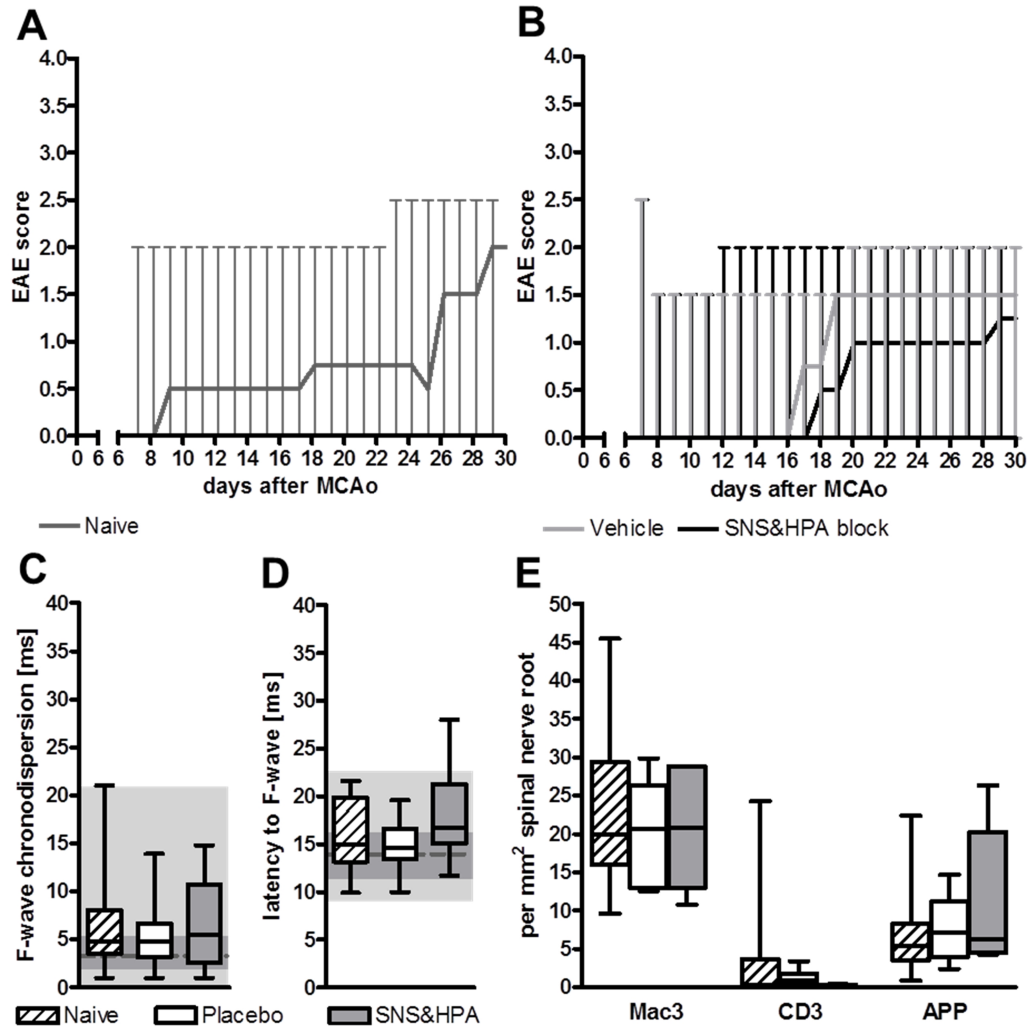 A
EAE score
4.0
3.5
3.0
2.5
2.0
1.5
1.0
0.5
0.0
0 6 6 8 10 12 14 16 18 20 22 24 26 28 30
days after MCAo
Naive
B
EAE score
4.0
3.5
3.0
2.5
2.0
1.5
1.0
0.5
0.0
0 6 6 8 10 12 14 16 18 20 22 24 26 28 30
days after MCAo
Vehicle SNS&HPA block
C
F-wave chronodispersion [ms]
40
35
30
25
20
15
10
5
0
D
latency to F-wave [ms]
40
35
30
25
20
15
10
5
0
Naive Placebo SNS&HPA
E
per mm² spinal nerve root
50
45
40
35
30
25
20
15
10
5
0
Mac3 CD3 APP